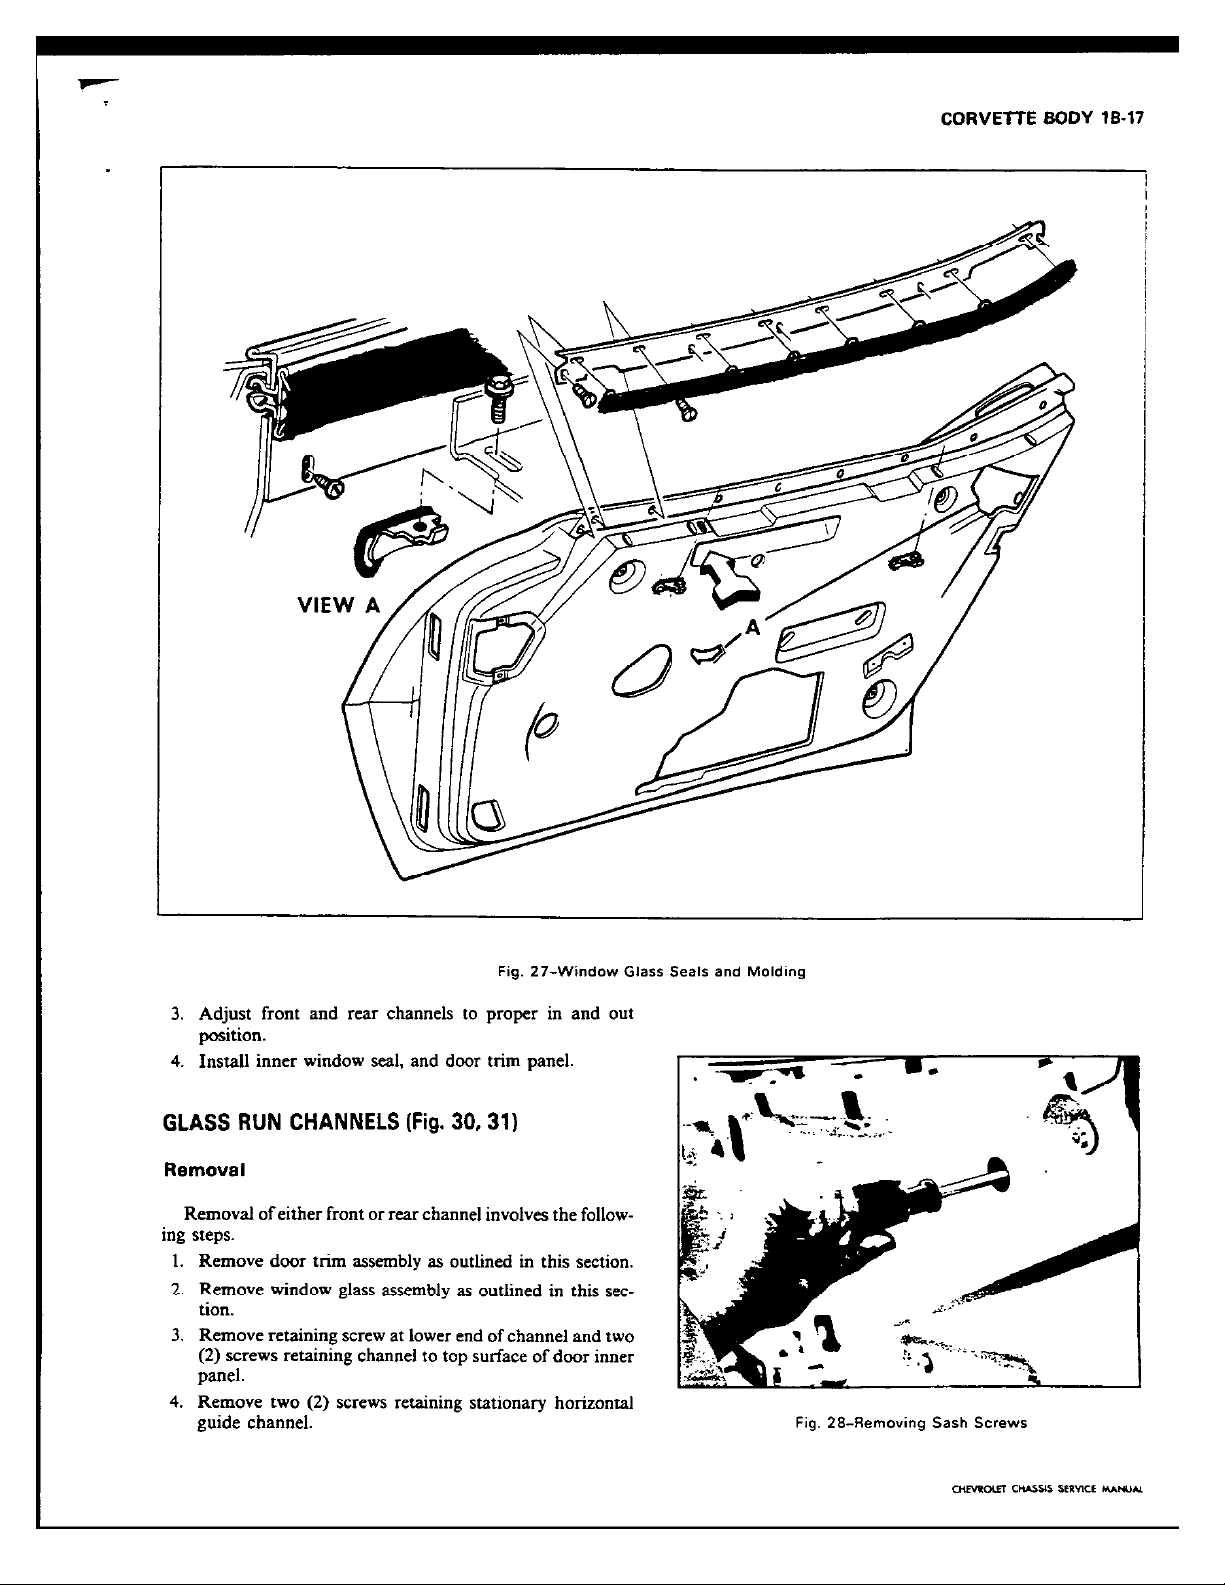 CORVETTE BODY 1B-17
VIEW A
A
Fig. 27-Window Glass Seals and Molding
3. Adjust front and rear channels to proper in and out
position.
4. Install inner window seal, and door trim panel.
GLASS RUN CHANNELS (Fig. 30, 31)
Removal
Removal of either front or rear channel involves the follow-
ing steps.
1. Remove door trim assembly as outlined in this section.
2. Remove window glass assembly as outlined in this sec-
tion.
3. Remove retaining screw at lower end of channel and two
(2) screws retaining channel to top surface of door inner
panel.
4. Remove two (2) screws retaining stationary horizontal
guide channel.
Fig. 28-Removing Sash Screws
CHEVROLET CHASSIS SERVICE MANUAL